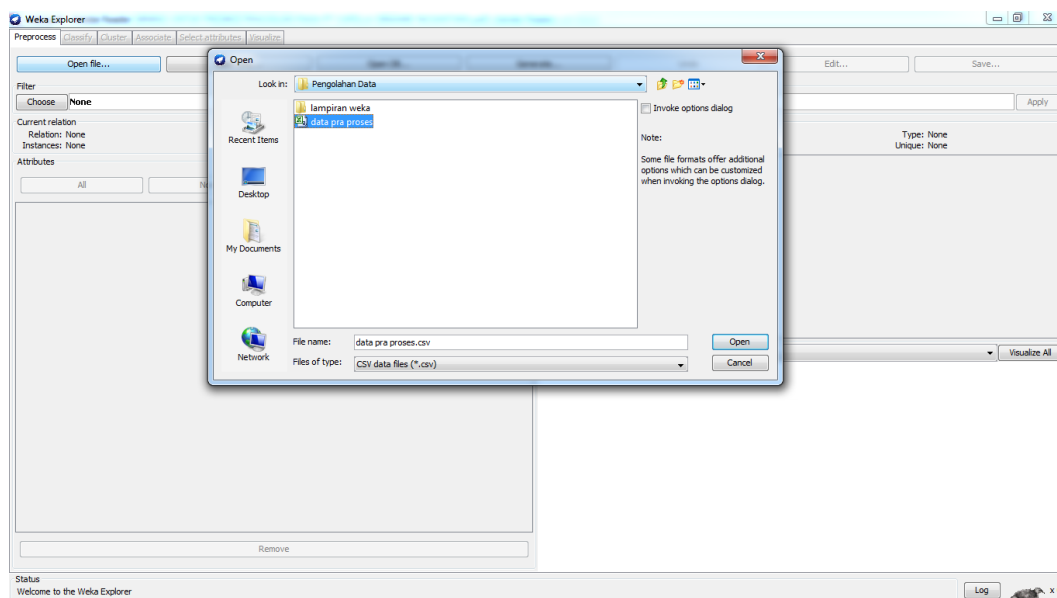 Weka Explorer
Preprocess Classify Cluster Associate Select attributes Visualize
Open file... Edit... Save...
Filter
Choose None Apply
Current relation
Relation: None
Instances: None
Type: None
Unique: None
Attributes
All
Visualize All
Remove
Status
Welcome to the Weka Explorer
Log x
Open
Look in: Pengolahan Data
Recent Items
Desktop
My Documents
Computer
Network
lampiran weka
data pra proses
Invoke options dialog
Note:
Some file formats offer additional
options which can be customized
when invoking the options dialog.
File name: data pra proses.csv
Open
Files of type: CSV data files (*.csv)
Cancel